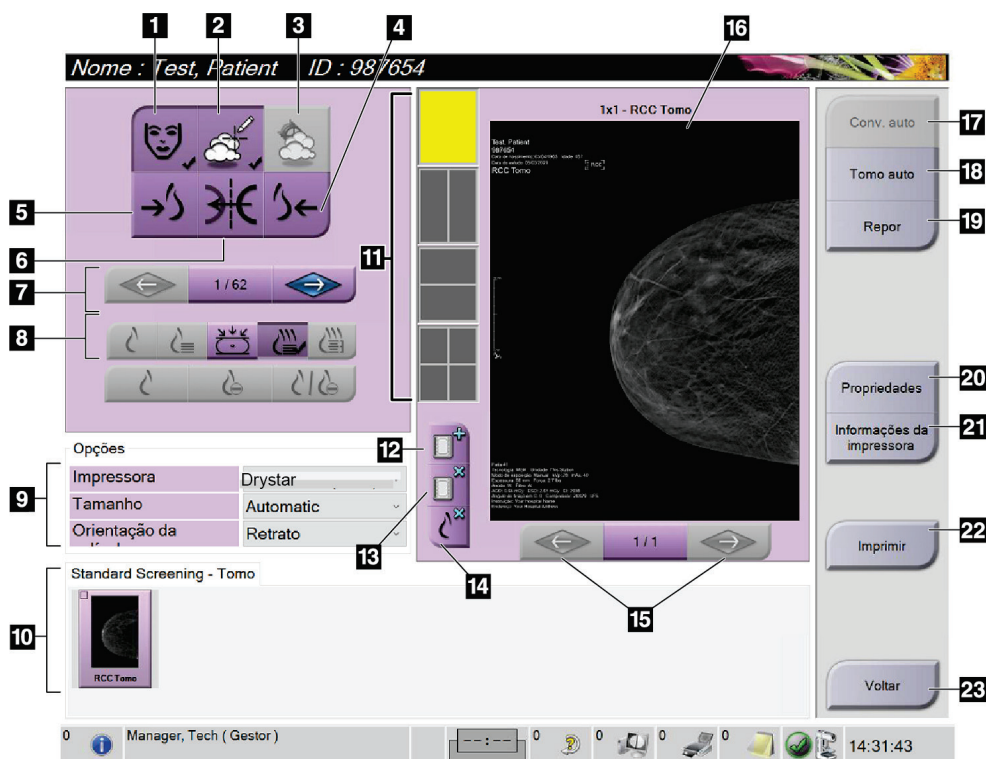 1
2
3
4
16
Nome : Test, Patient ID : 987654
1x1 - RCC Tomo
Test, Patient
987654
RCC Tomo
RCC
Conv. auto
17
Tomo auto
18
Repor
19
5
6
11
7
1 / 62
8
Propriedades
20
Informações da
impressora
21
12
Opções
9
Impressora
Drystar
Tamanho
Automatic
Orientação da
Retrato
13
14
1 / 1
15
Imprimir
22
Standard Screening - Tomo
10
RCC Tomo
Voltar
23
0
Manager, Tech ( Gestor )
--:--
0
0
0
0
14:31:43